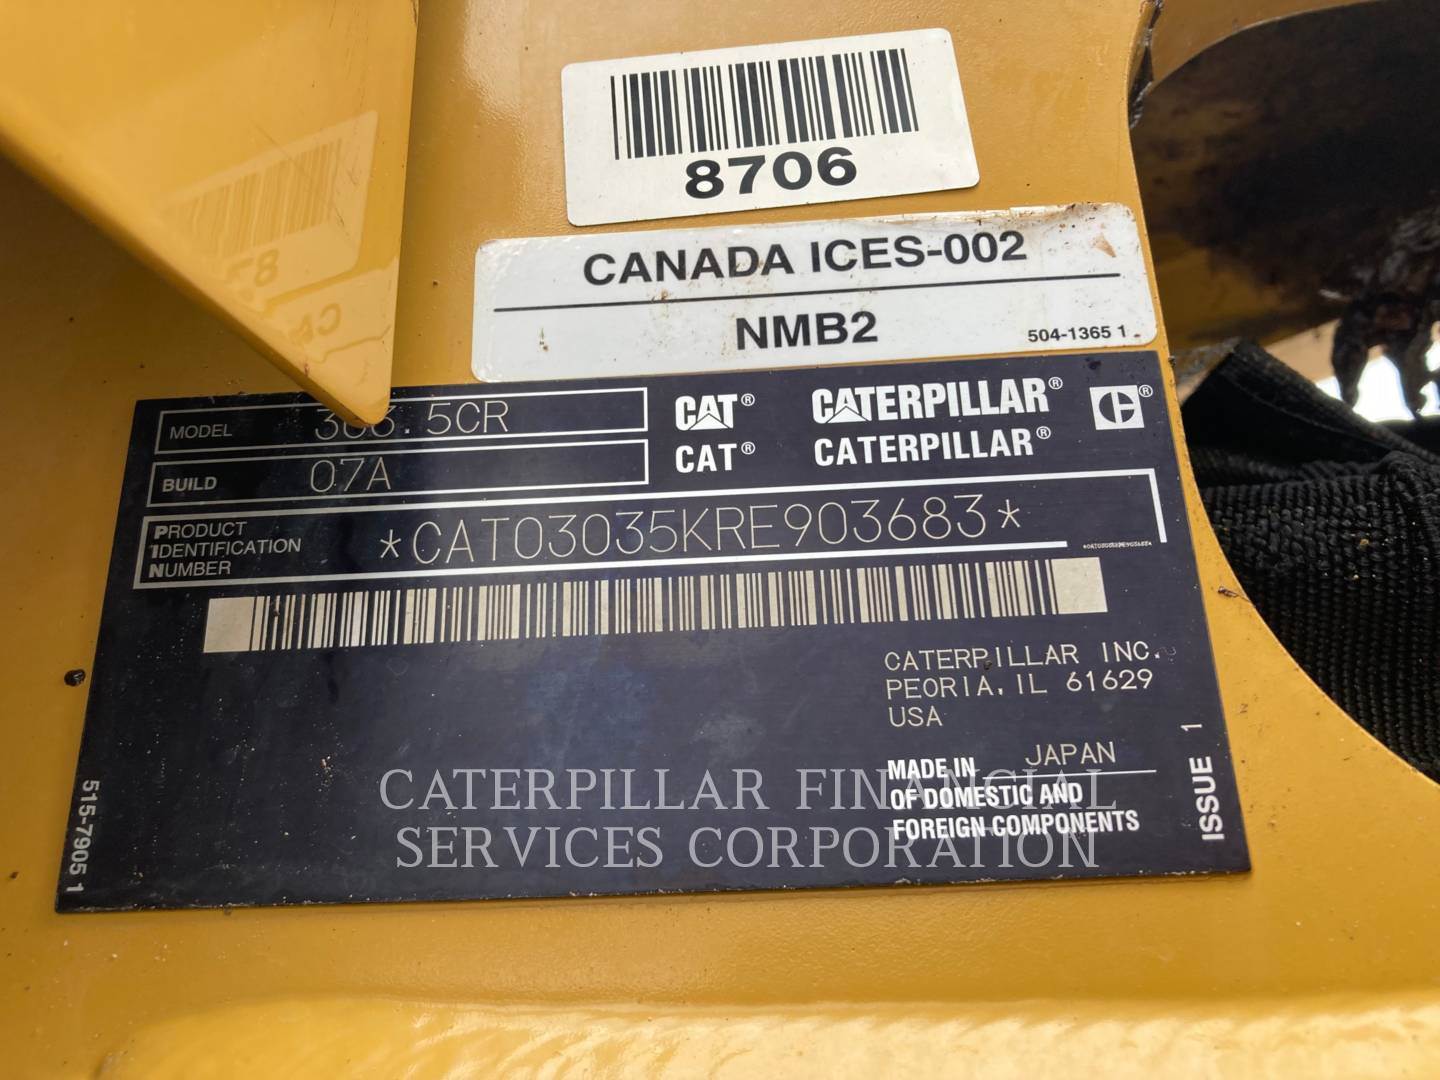 8706
CANADA ICES-002
NMB2
504-1365 1
MODEL 303.5CR
BUILD 07A
CAT® CATERPILLAR® ®
CAT® CATERPILLAR®
PRODUCT
IDENTIFICATION
NUMBER
*CAT03035KRE903683*
CATERPILLAR INC.
PEORIA, IL 61629
USA
MADE IN JAPAN
OF DOMESTIC AND
FOREIGN COMPONENTS
515-7905 1
ISSUE 1
CATERPILLAR FINANCIAL
SERVICES CORPORATION